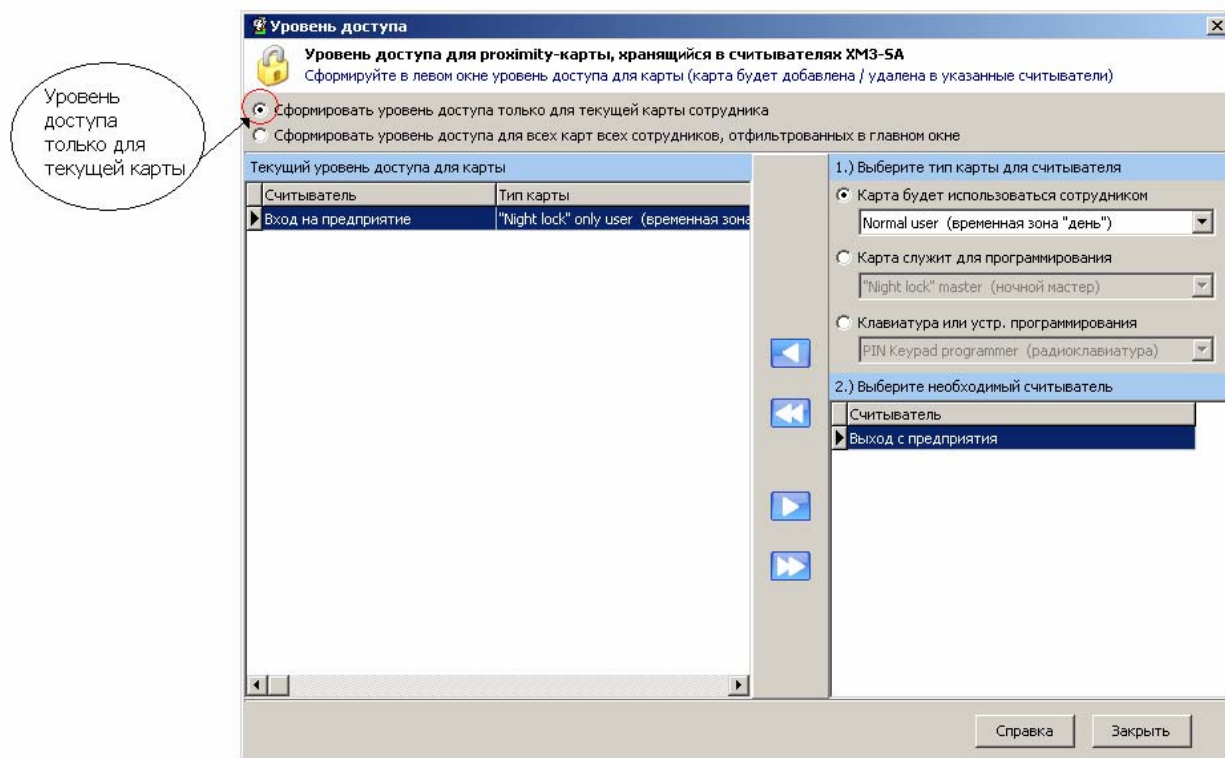 Уровень доступа
Уровень доступа для proximity-карты, хранящийся в считывателях XM3-SA
Сформируйте в левом окне уровень доступа для карты (карта будет добавлена / удалена в указанные считыватели)
Уровень
доступа
только для
текущей карты
Сформировать уровень доступа только для текущей карты сотрудника
Сформировать уровень доступа для всех карт всех сотрудников, отфильтрованных в главном окне
Текущий уровень доступа для карты
Считыватель Тип карты
Вход на предприятие "Night lock" only user (временная зона
1.) Выберите тип карты для считывателя
Карта будет использоваться сотрудником
Normal user (временная зона "день")
Карта служит для программирования
"Night lock" master (ночной мастер)
Клавиатура или устр. программирования
PIN Keypad programmer (радиоклавиатура)
2.) Выберите необходимый считыватель
Считыватель
Выход с предприятия
Справка Закрыть